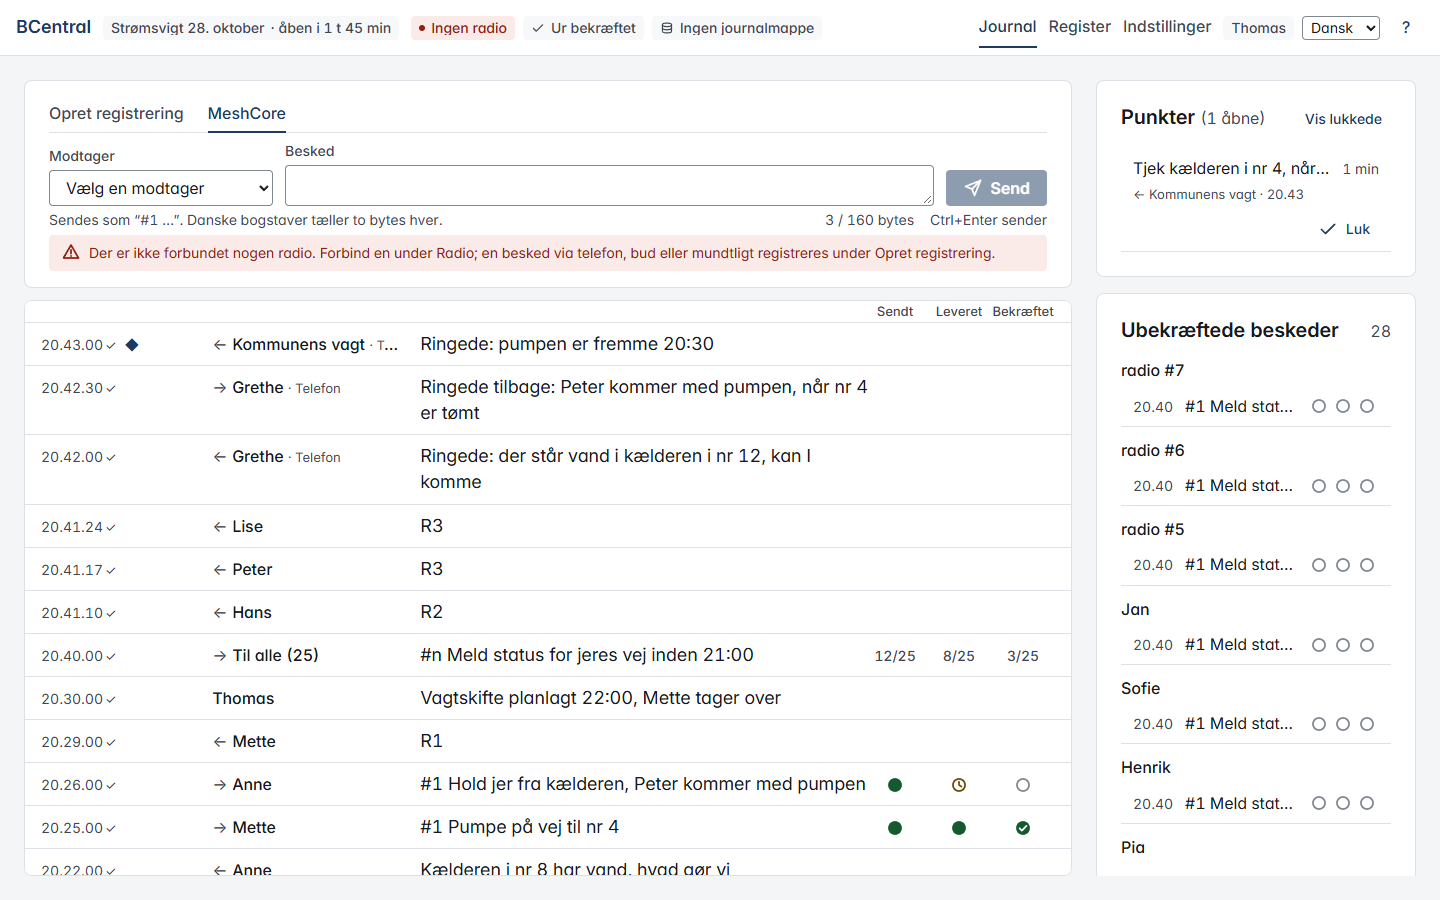 BCentral
Strømsvigt 28. oktober · åben i 1 t 45 min
Ingen radio
Ur bekræftet
Ingen journalmappe
Journal
Register
Indstillinger
Thomas
Dansk
?
Opret registrering
MeshCore
Modtager
Besked
Vælg en modtager
Send
Sendes som “#1 …”. Danske bogstaver tæller to bytes hver.
3 / 160 bytes
Ctrl+Enter sender
Der er ikke forbundet nogen radio. Forbind en under Radio; en besked via telefon, bud eller mundtligt registreres under Opret registrering.
Sendt Leveret Bekræftet
20.43.00 ← Kommunens vagt · T... Ringede: pumpen er fremme 20:30
20.42.30 → Grethe · Telefon Ringede tilbage: Peter kommer med pumpen, når nr 4
er tømt
20.42.00 ← Grethe · Telefon Ringede: der står vand i kælderen i nr 12, kan I
komme
20.41.24 ← Lise R3
20.41.17 ← Peter R3
20.41.10 ← Hans R2
20.40.00 → Til alle (25) #n Meld status for jeres vej inden 21:00 12/25 8/25 3/25
20.30.00 Thomas Vagtskifte planlagt 22:00, Mette tager over
20.29.00 ← Mette R1
20.26.00 → Anne #1 Hold jer fra kælderen, Peter kommer med pumpen
20.25.00 → Mette #1 Pumpe på vej til nr 4
20.22.00 ← Anne Kælderen i nr 8 har vand, hvad gør vi
Punkter (1 åbne)
Vis lukkede
Tjek kælderen i nr 4, når... 1 min
← Kommunens vagt · 20.43
Luk
Ubekræftede beskeder 28
radio #7
20.40 #1 Meld stat...
radio #6
20.40 #1 Meld stat...
radio #5
20.40 #1 Meld stat...
Jan
20.40 #1 Meld stat...
Sofie
20.40 #1 Meld stat...
Henrik
20.40 #1 Meld stat...
Pia